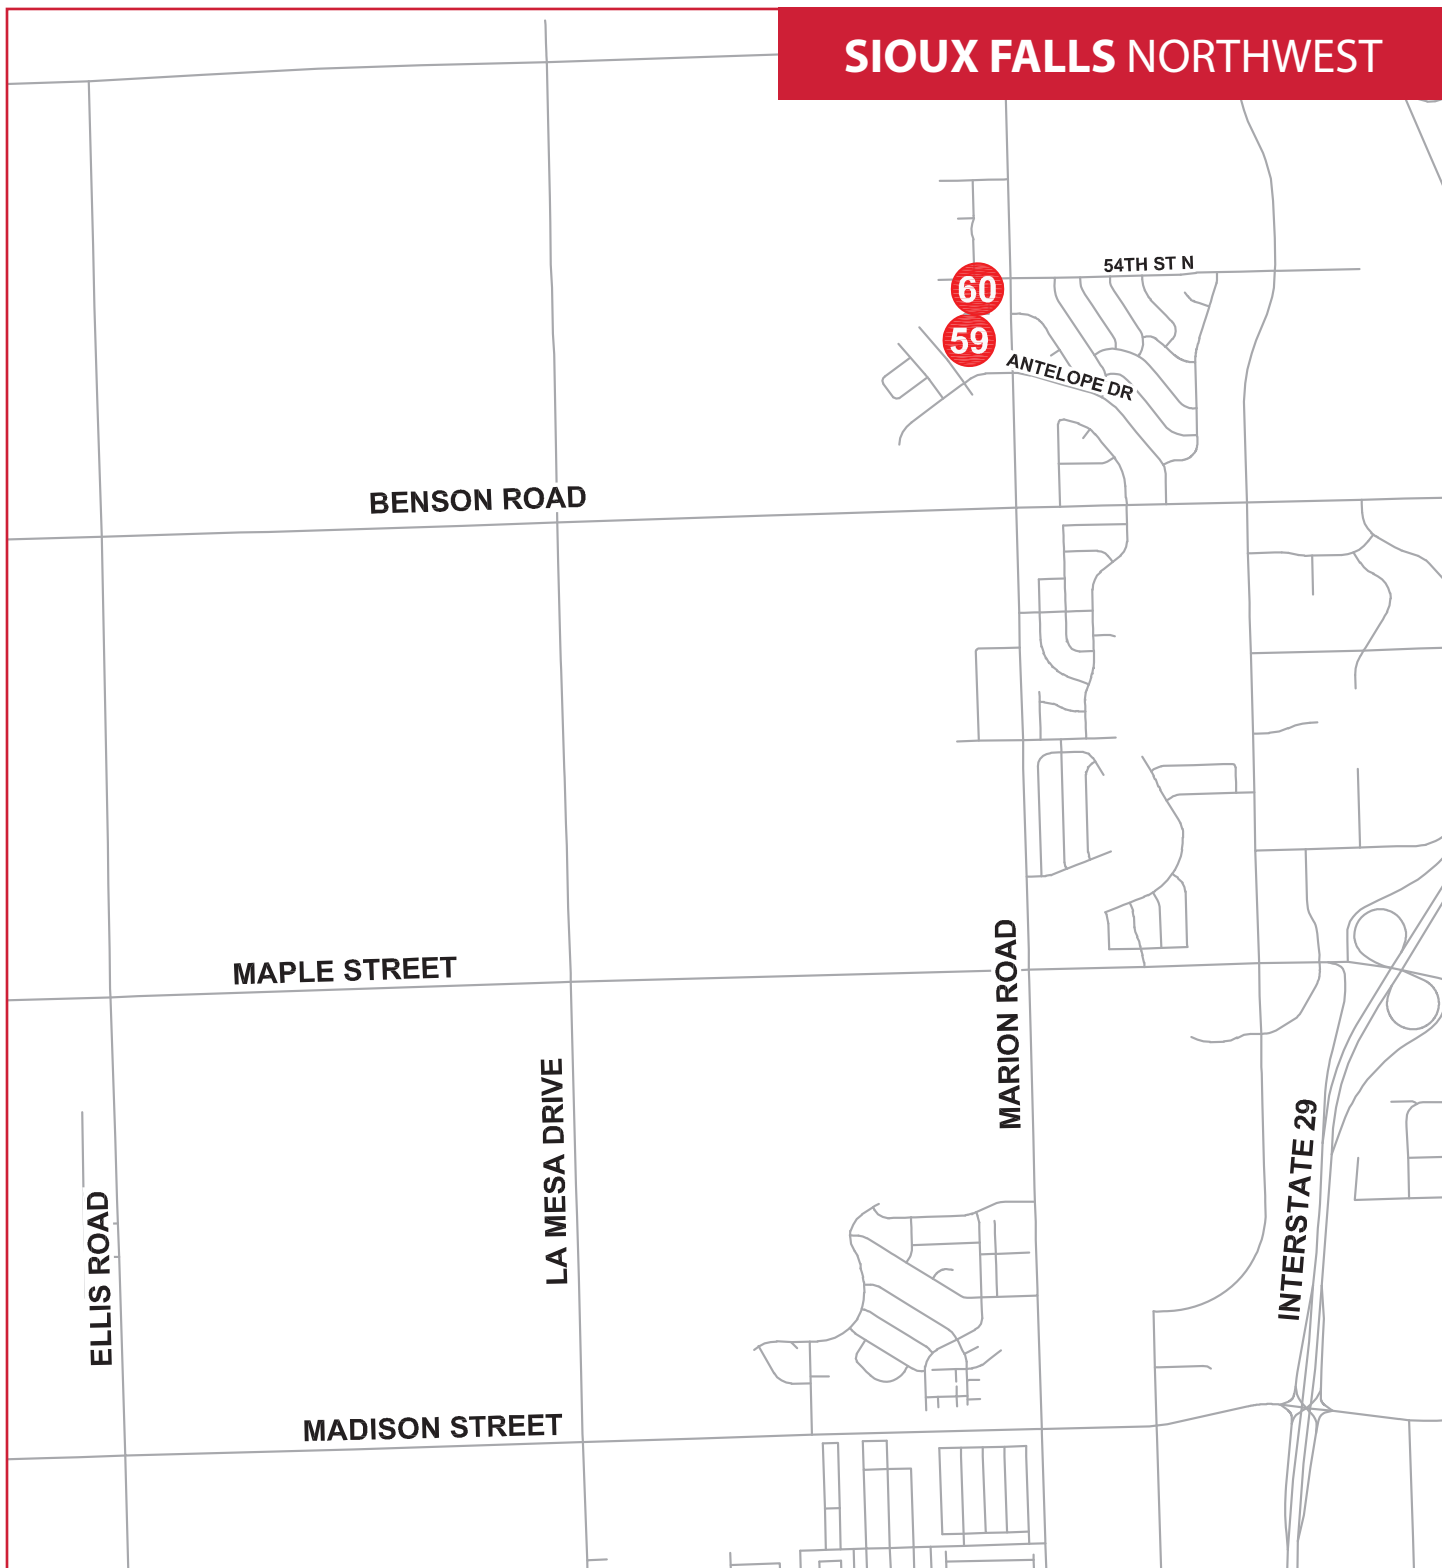 SIOUX FALLS NORTHWEST
54TH ST N
60
59
ANTELOPE DR
BENSON ROAD
MAPLE STREET
MARION ROAD
LA MESA DRIVE
INTERSTATE 29
ELLIS ROAD
MADISON STREET